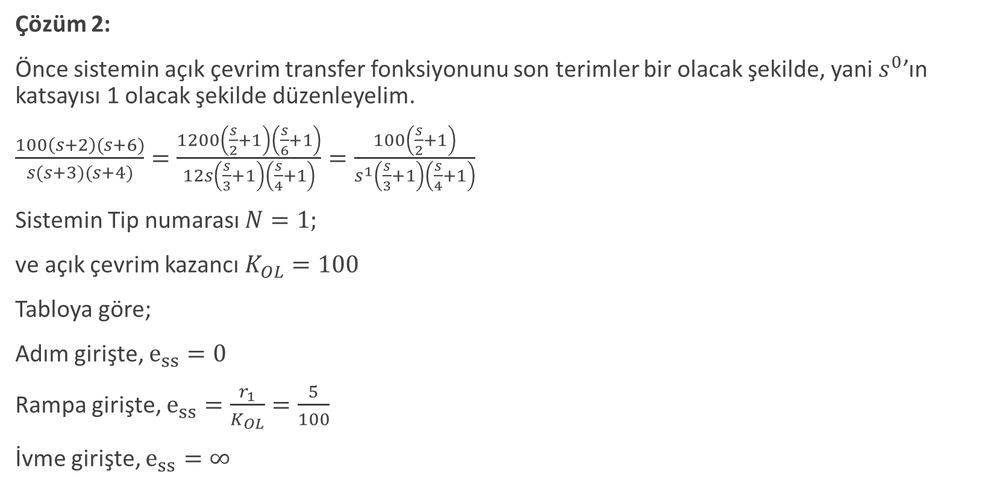 Çözüm 2:
Önce sistemin açık çevrim transfer fonksiyonunu son terimler bir olacak şekilde, yani $s^0$’ın
katsayısı 1 olacak şekilde düzenleyelim.
$\frac{100(s+2)(s+6)}{s(s+3)(s+4)} = \frac{1200\left(\frac{s}{2}+1\right)\left(\frac{s}{6}+1\right)}{12s\left(\frac{s}{3}+1\right)\left(\frac{s}{4}+1\right)} = \frac{100\left(\frac{s}{2}+1\right)}{s^1\left(\frac{s}{3}+1\right)\left(\frac{s}{4}+1\right)}$
Sistemin Tip numarası $N = 1$;
ve açık çevrim kazancı $K_{OL} = 100$
Tabloya göre;
Adım girişte, $e_{ss} = 0$
Rampa girişte, $e_{ss} = \frac{r_1}{K_{OL}} = \frac{5}{100}$
İvme girişte, $e_{ss} = \infty$